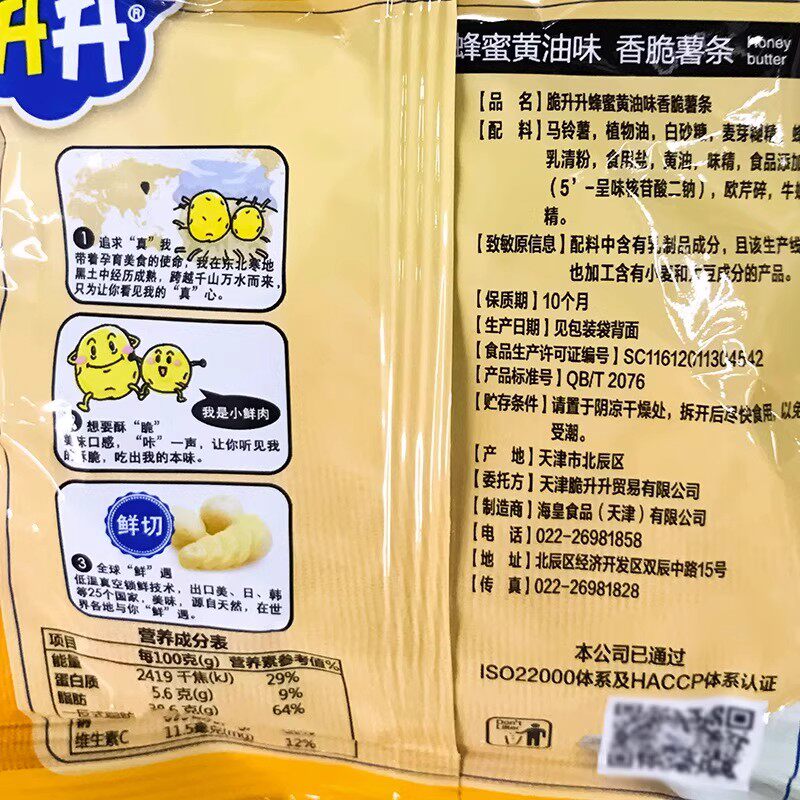 升升®
蜂蜜黄油味 香脆薯条 Honey butter
【品 名】脆升升蜂蜜黄油味香脆薯条
【配 料】马铃薯，植物油，白砂糖，麦芽糊精，
乳清粉，食用盐，黄油，味精，食品添加
(5'-呈味核苷酸二钠)，欧芹碎，牛
精。
【致敏原信息】配料中含有乳制品成分，且该生产线
也加工含有小麦和大豆成分的产品。
【保质期】10个月
【生产日期】见包装袋背面
【食品生产许可证编号】SC11612011304542
【产品标准号】QB/T 2076
【贮存条件】请置于阴凉干燥处，拆开后尽快食用，以免
受潮。
【产 地】天津市北辰区
【委托方】天津脆升升贸易有限公司
【制造商】海皇食品（天津）有限公司
【电 话】022-26981858
【地 址】北辰区经济开发区双辰中路15号
【传 真】022-26981828
本公司已通过
ISO22000体系及HACCP体系认证
Don't Litter
1 追求“真”我
带着孕育美食的使命，我在东北寒地
黑土中经历成熟，跨越千山万水而来，
只为让你看见我的“真”心。
我是小鲜肉
想要酥“脆”
美味口感，“咔”一声，让你听见我
的酥脆，吃出我的本味。
鲜切
3 全球“鲜”遇
低温真空锁鲜技术，出口美、日、韩
等25个国家，美味，源自天然，在世
界各地与你“鲜”遇。
营养成分表
项目 每100克(g) 营养素参考值%
能量 2419 千焦(kJ) 29%
蛋白质 5.6 克(g) 9%
脂肪 38.6 克(g) 64%
维生素C 11.5毫克(mg) 12%